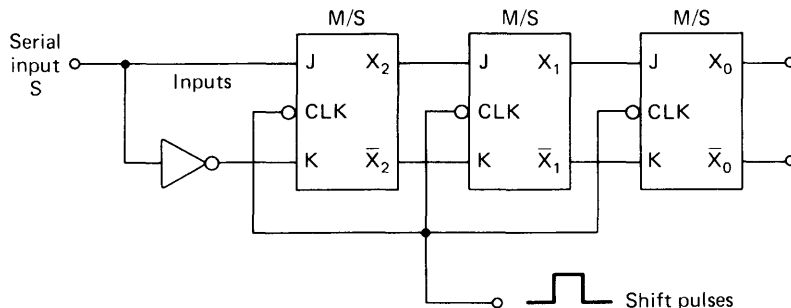 M/S
M/S
M/S
Serial
input
S
Inputs
J
X₂
CLK
K
X̄₂
J
X₁
CLK
K
X̄₁
J
X₀
CLK
K
X̄₀
Shift pulses